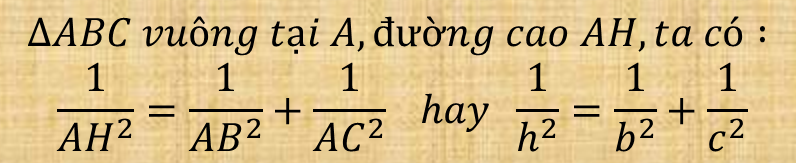 ΔABC vuông tại A, đường cao AH, ta có :
1/AH² = 1/AB² + 1/AC² hay 1/h² = 1/b² + 1/c²